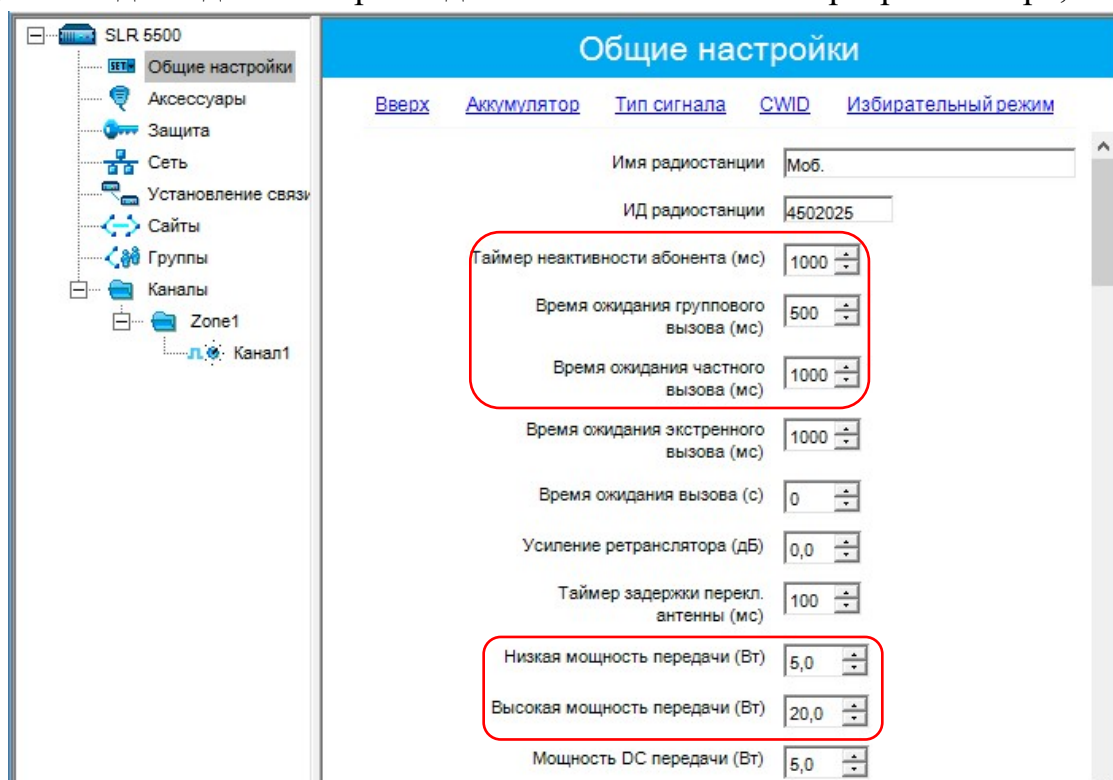 SLR 5500
Общие настройки
Аксессуары
Защита
Сеть
Установление связи
Сайты
Группы
Каналы
Zone1
Канал1
Общие настройки
Вверх Аккумулятор Тип сигнала CWID Избирательный режим
Имя радиостанции Моб.
ИД радиостанции 4502025
Таймер неактивности абонента (мс) 1000
Время ожидания группового
вызова (мс) 500
Время ожидания частного
вызова (мс) 1000
Время ожидания экстренного
вызова (мс) 1000
Время ожидания вызова (с) 0
Усиление ретранслятора (дБ) 0,0
Таймер задержки перекл.
антенны (мс) 100
Низкая мощность передачи (Вт) 5,0
Высокая мощность передачи (Вт) 20,0
Мощность DC передачи (Вт) 5,0